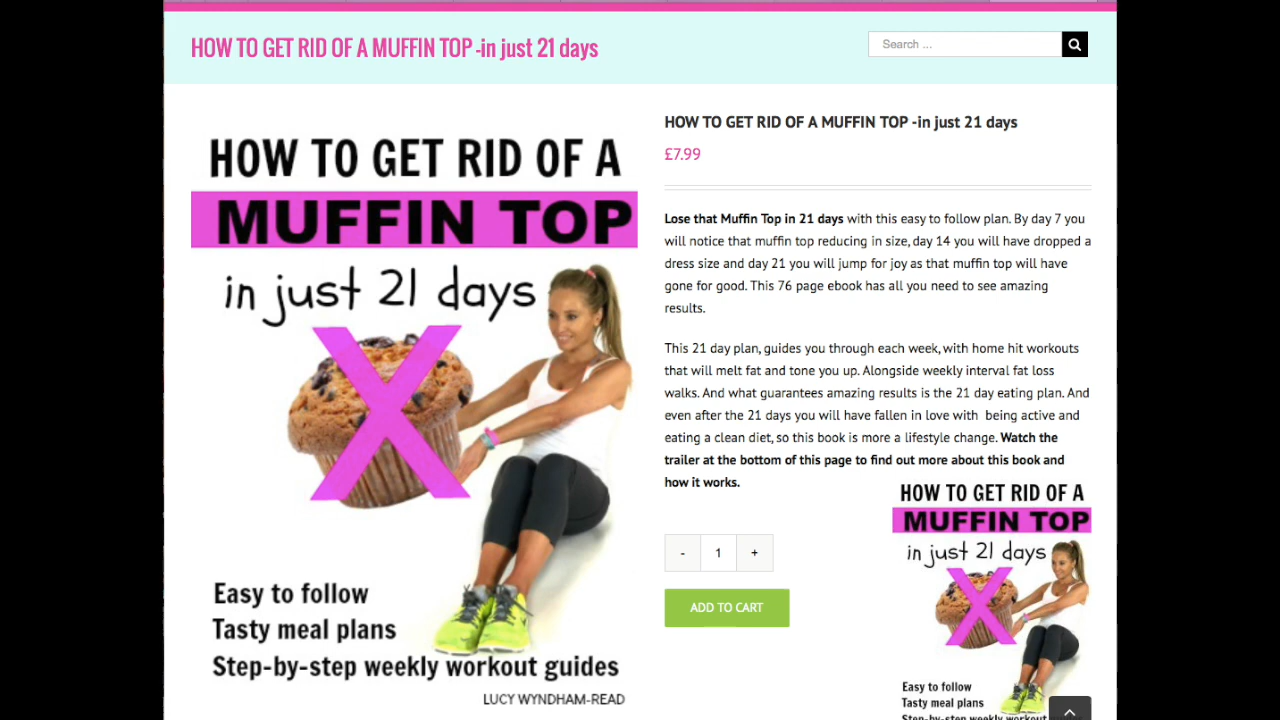 HOW TO GET RID OF A MUFFIN TOP -in just 21 days
Search ...
HOW TO GET RID OF A
MUFFIN TOP
in just 21 days
X
Easy to follow
Tasty meal plans
Step-by-step weekly workout guides
LUCY WYNDHAM-READ
HOW TO GET RID OF A MUFFIN TOP -in just 21 days
£7.99
Lose that Muffin Top in 21 days with this easy to follow plan. By day 7 you
will notice that muffin top reducing in size, day 14 you will have dropped a
dress size and day 21 you will jump for joy as that muffin top will have
gone for good. This 76 page ebook has all you need to see amazing
results.
This 21 day plan, guides you through each week, with home hit workouts
that will melt fat and tone you up. Alongside weekly interval fat loss
walks. And what guarantees amazing results is the 21 day eating plan. And
even after the 21 days you will have fallen in love with  being active and
eating a clean diet, so this book is more a lifestyle change. Watch the
trailer at the bottom of this page to find out more about this book and
how it works.
- 1 +
ADD TO CART
HOW TO GET RID OF A
MUFFIN TOP
in just 21 days
X
Easy to follow
Tasty meal plans
Step-by-step weekly workout